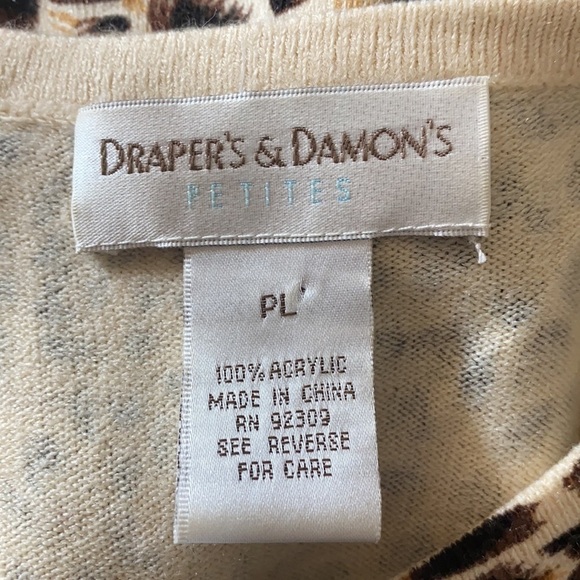 DRAPER'S & DAMON'S
PETITES
PL
100% ACRYLIC
MADE IN CHINA
RN 92309
SEE REVERSE
FOR CARE